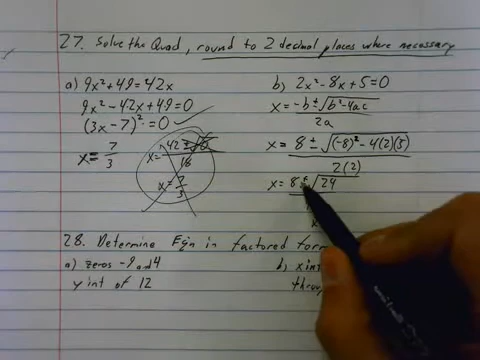 27. Solve the Quad, round to 2 decimal places where necessary
a) 9x²+49=42x
9x²-42x+49=0
(3x-7)²=0
x= 7/3
x= 42±√0 / 18
x= 7/3
b) 2x²-8x+5=0
x= -b±√b²-4ac / 2a
x= 8 ± √(-8)²-4(2)(5) / 2(2)
x= 8±√24
x
28. Determine Eqn in factored form
a) zeros -9 and 4
y int of 12
b) x int
throu